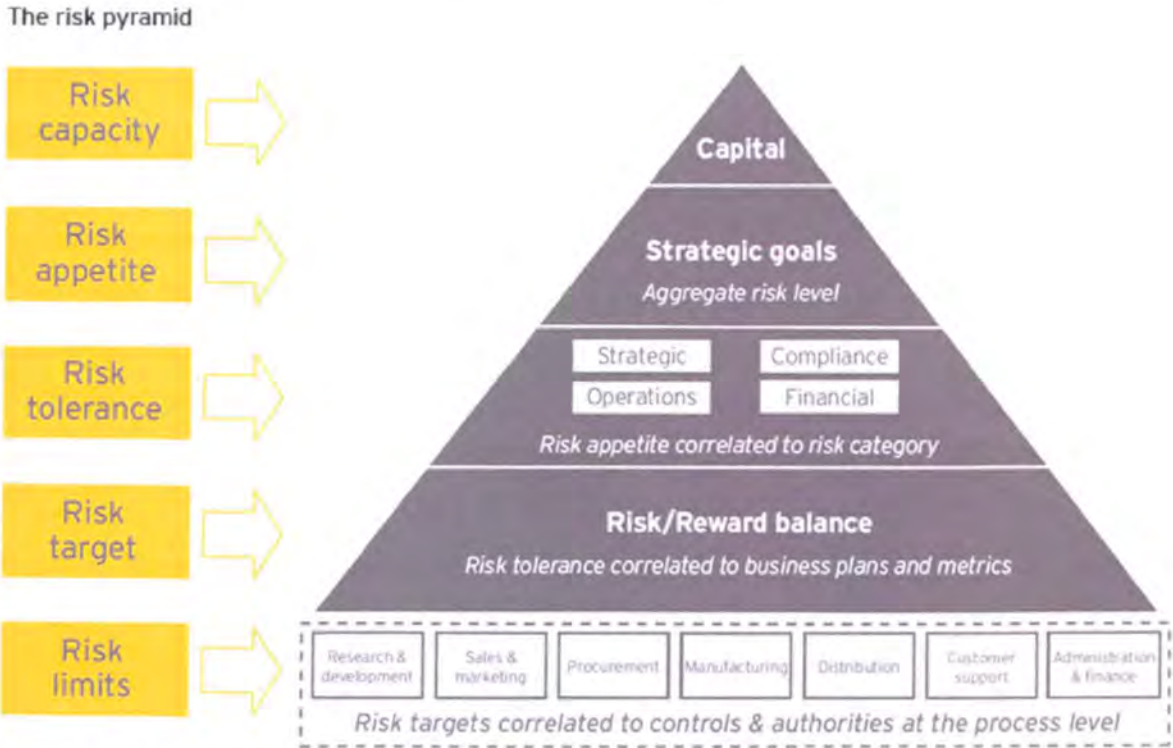 The risk pyramid
Risk
capacity
Capital
Risk
appetite
Strategic goals
Aggregate risk level
Risk
tolerance
Strategic
Compliance
Operations
Financial
Risk appetite correlated to risk category
Risk
target
Risk/Reward balance
Risk tolerance correlated to business plans and metrics
Risk
limits
Research &
development
Sales &
marketing
Procurement
Manufacturing
Distribution
Customer
support
Administration
& finance
Risk targets correlated to controls & authorities at the process level